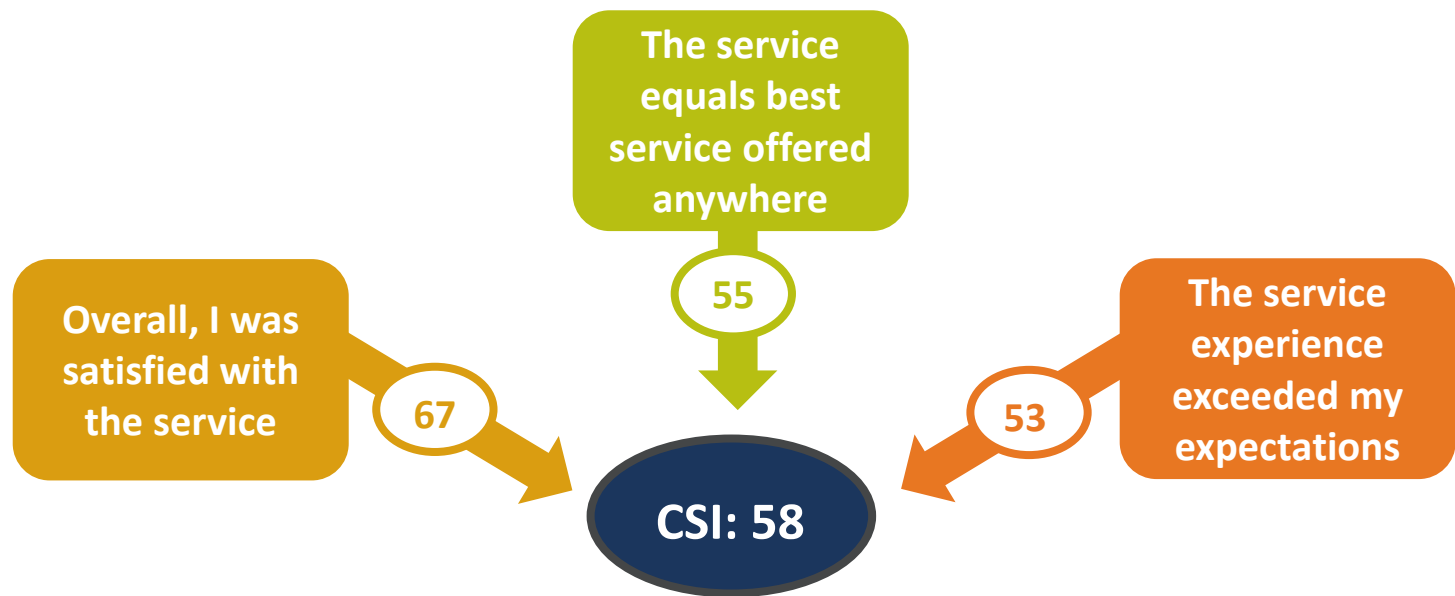 The service
equals best
service offered
anywhere
55
Overall, I was
satisfied with
the service
67
The service
experience
exceeded my
expectations
53
CSI: 58